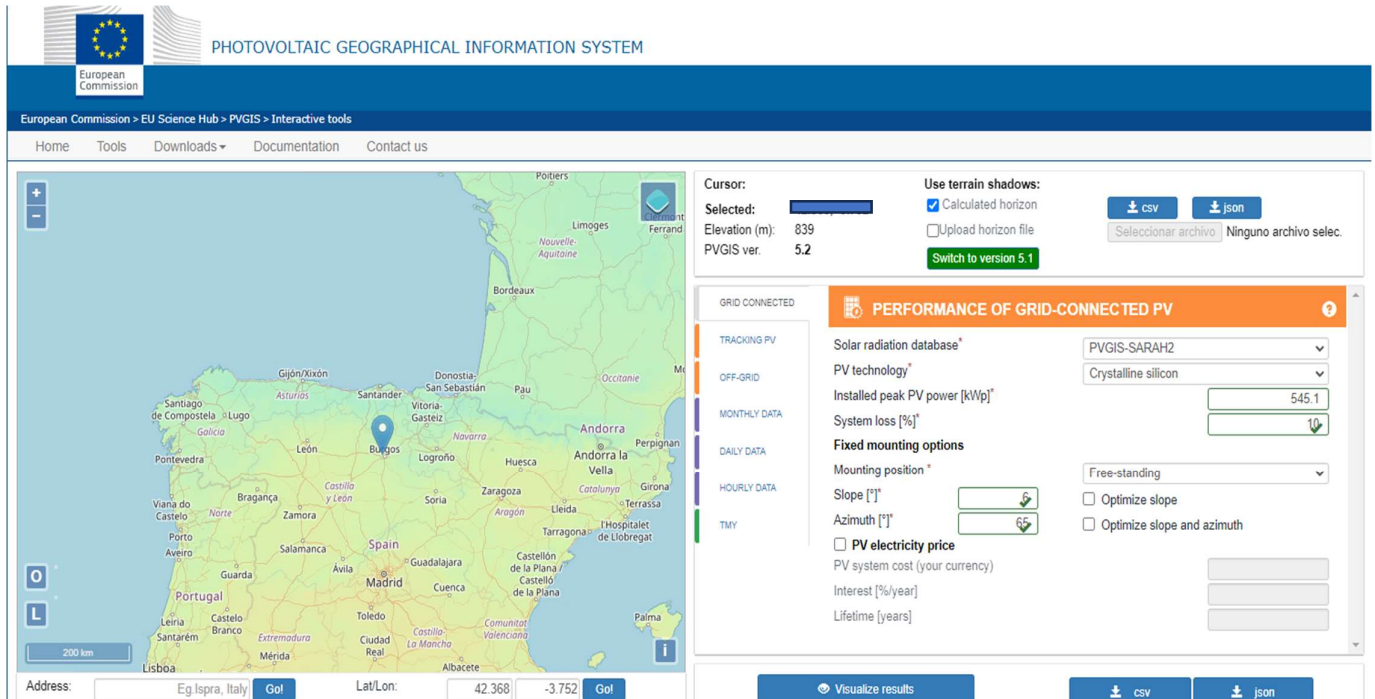 European
Commission
PHOTOVOLTAIC GEOGRAPHICAL INFORMATION SYSTEM
European Commission > EU Science Hub > PVGIS > Interactive tools
Home Tools Downloads Documentation Contact us
+
−
Poitiers
Clermont
Ferrand
Limoges
Nouvelle-
Aquitaine
Bordeaux
Gijón/Xixón
Santander
Donostia-
San Sebastián
Pau
Occitanie
Santiago
de Compostela
Lugo
Asturias
Vitoria-
Gasteiz
Galicia
León
Burgos
Logroño
Navarra
Andorra
Perpignan
Pontevedra
Huesca
Andorra la
Vella
Castilla
y León
Soria
Zaragoza
Catalunya
Girona
Viana do
Castelo
Norte
Bragança
Zamora
Aragón
Lleida
Terrassa
Porto
Tarragona
l'Hospitalet
de Llobregat
Aveiro
Salamanca
Spain
Guarda
Ávila
Guadalajara
Castellón
de la Plana /
Castelló
de la Plana
Madrid
Cuenca
Portugal
Leiria
Castelo
Branco
Toledo
Comunitat
Valenciana
Palma
Santarém
Extremadura
Ciudad
Real
Castilla-
La Mancha
Mérida
Lisboa
Albacete
O
L
200 km
i
Address: Eg.Ispra, Italy Go! Lat/Lon: 42.368 -3.752 Go!
Cursor:
Selected:
Elevation (m): 839
PVGIS ver. 5.2
Use terrain shadows:
Calculated horizon
Upload horizon file
Switch to version 5.1
csv json
Seleccionar archivo Ninguno archivo selec.
GRID CONNECTED
TRACKING PV
OFF-GRID
MONTHLY DATA
DAILY DATA
HOURLY DATA
TMY
PERFORMANCE OF GRID-CONNECTED PV ?
Solar radiation database* PVGIS-SARAH2
PV technology* Crystalline silicon
Installed peak PV power [kWp]* 545.1
System loss [%]* 10
Fixed mounting options
Mounting position * Free-standing
Slope [°]* 6 Optimize slope
Azimuth [°]* 65 Optimize slope and azimuth
PV electricity price
PV system cost (your currency)
Interest [%/year]
Lifetime [years]
Visualize results csv json